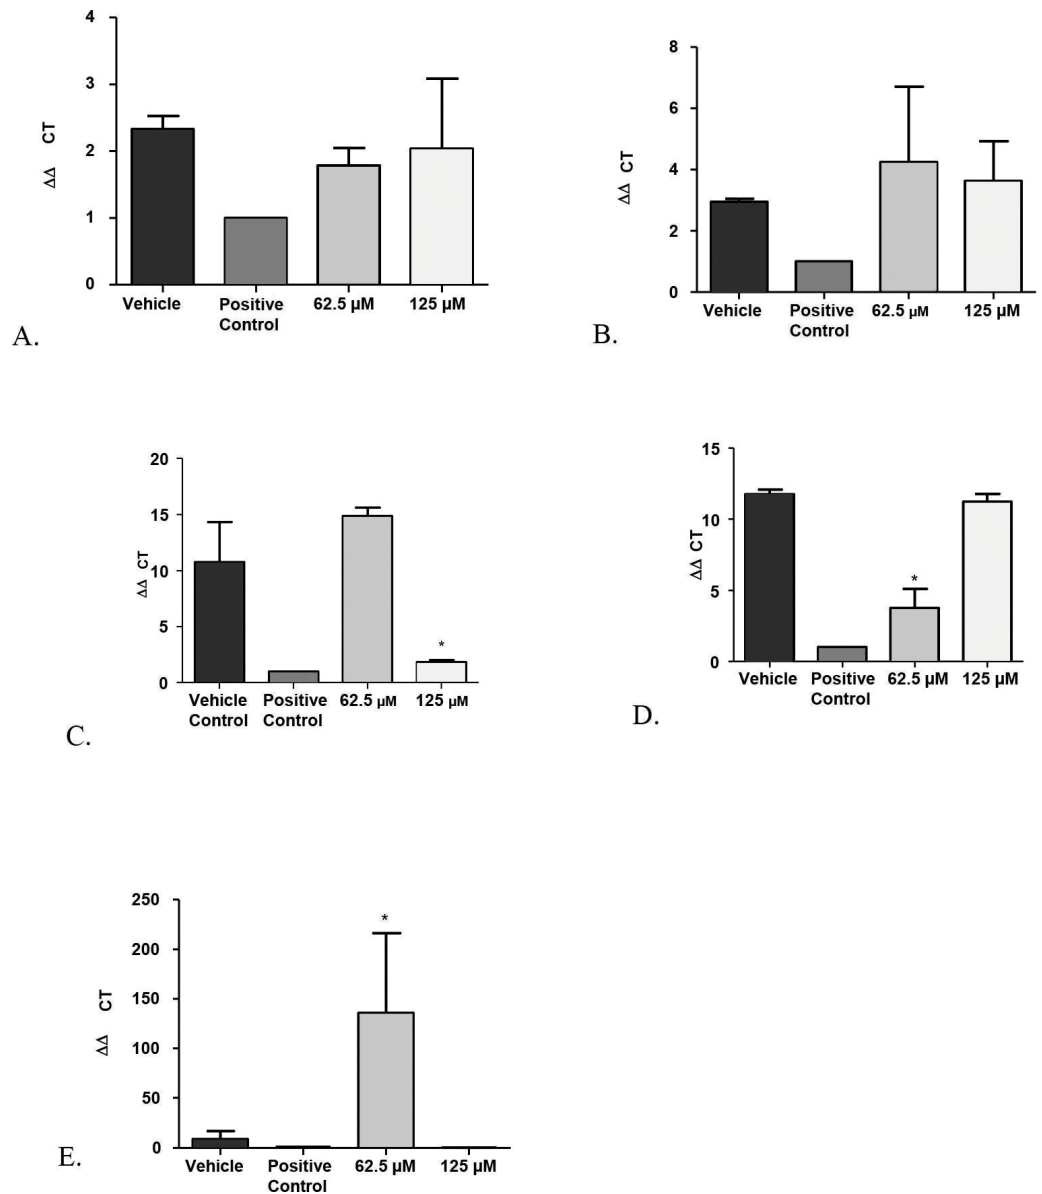 4
3
2
1
0
ΔΔ CT
Vehicle
Positive
Control
62.5 µM
125 µM
A.
8
6
4
2
0
ΔΔ CT
Vehicle
Positive
Control
62.5 µM
125 µM
B.
20
15
10
5
0
ΔΔ CT
*
Vehicle
Control
Positive
Control
62.5 µM
125 µM
C.
15
10
5
0
ΔΔ CT
*
Vehicle
Positive
Control
62.5 µM
125 µM
D.
250
200
150
100
50
0
ΔΔ CT
*
Vehicle
Positive
Control
62.5 µM
125 µM
E.